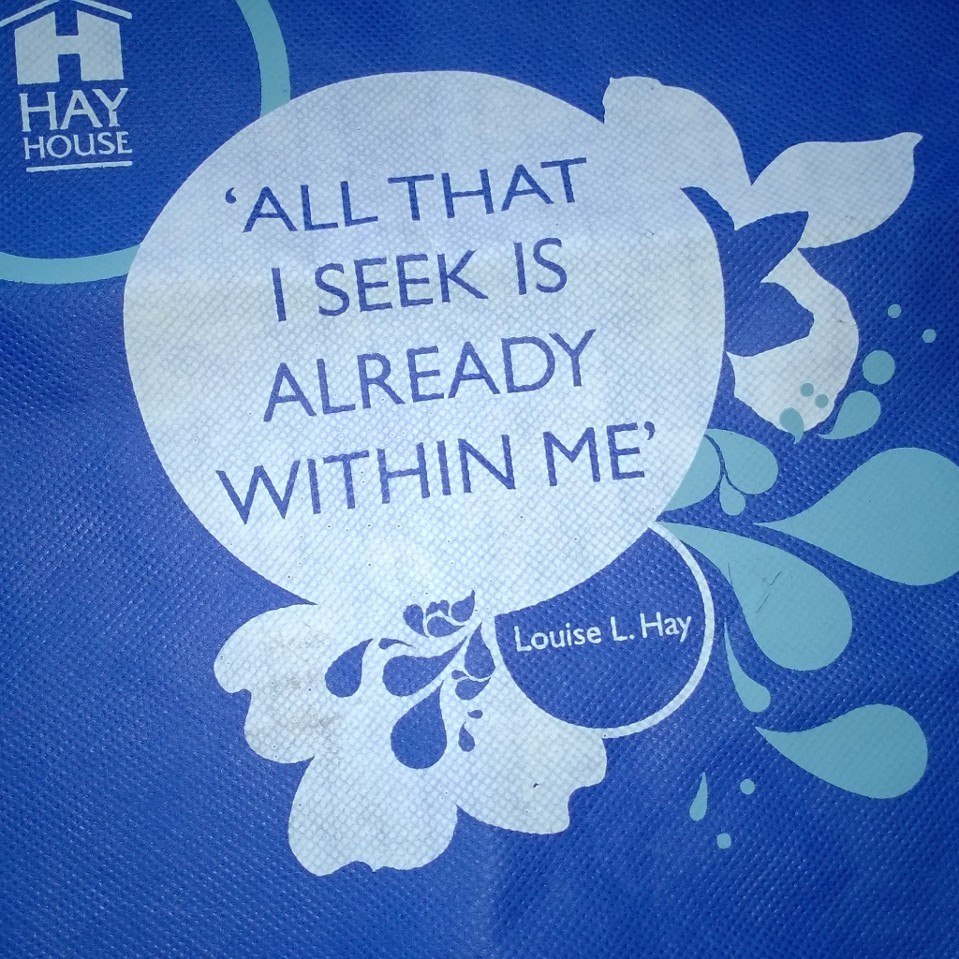 HAY
HOUSE
‘ALL THAT
I SEEK IS
ALREADY
WITHIN ME’
Louise L. Hay